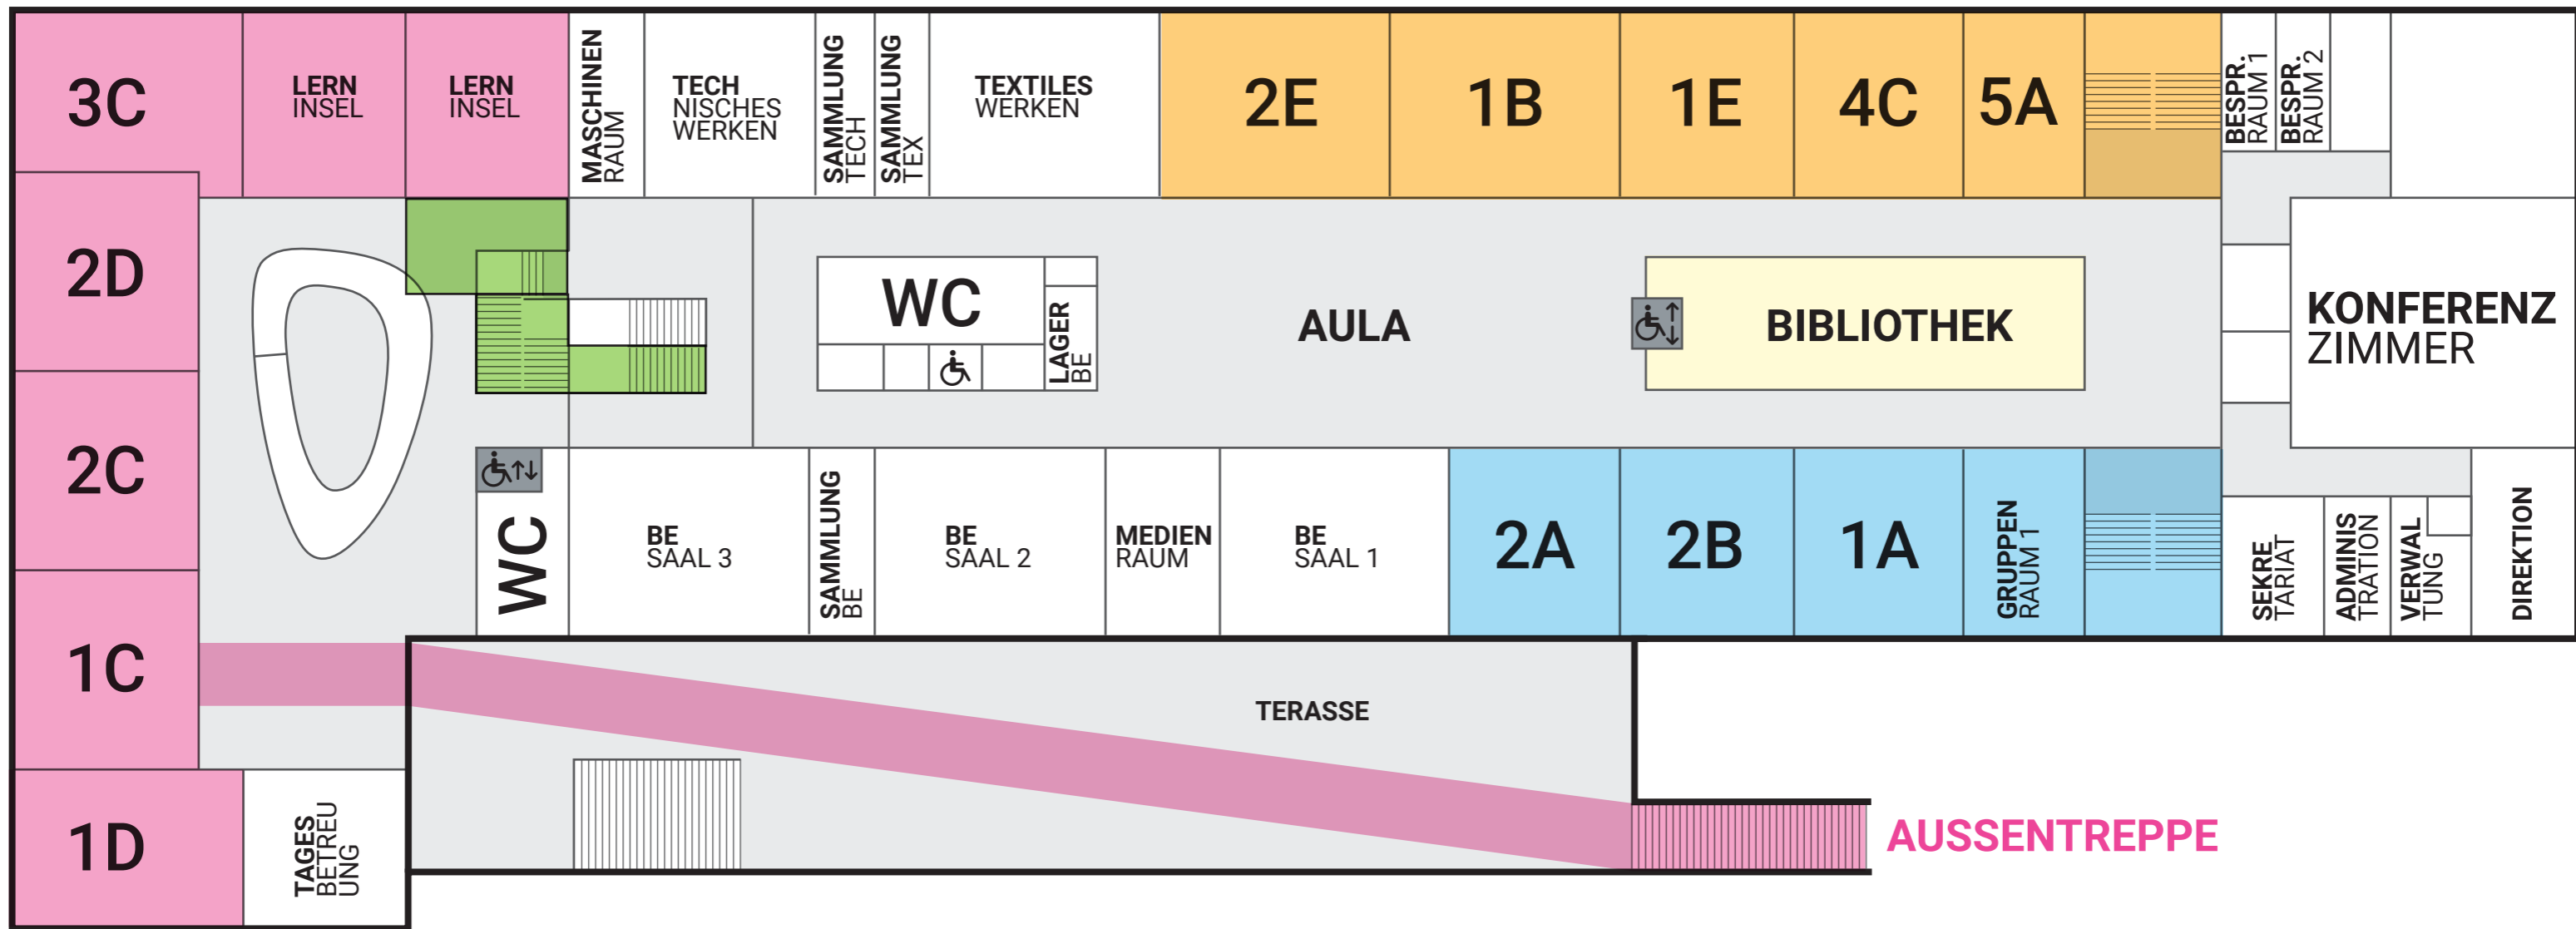 3C
LERN
INSEL
LERN
INSEL
MASCHINEN
RAUM
TECH
NISCHES
WERKEN
SAMMLUNG
TECH
SAMMLUNG
TEX
TEXTILES
WERKEN
2E
1B
1E
4C
5A
BESPR.
RAUM 1
BESPR.
RAUM 2
2D
WC
LAGER
BE
AULA
BIBLIOTHEK
KONFERENZ
ZIMMER
2C
WC
BE
SAAL 3
SAMMLUNG
BE
BE
SAAL 2
MEDIEN
RAUM
BE
SAAL 1
2A
2B
1A
GRUPPEN
RAUM 1
SEKRE
TARIAT
ADMINIS
TRATION
VERWAL
TUNG
DIREKTION
1C
TERASSE
1D
TAGES
BETREU
UNG
AUSSENTREPPE